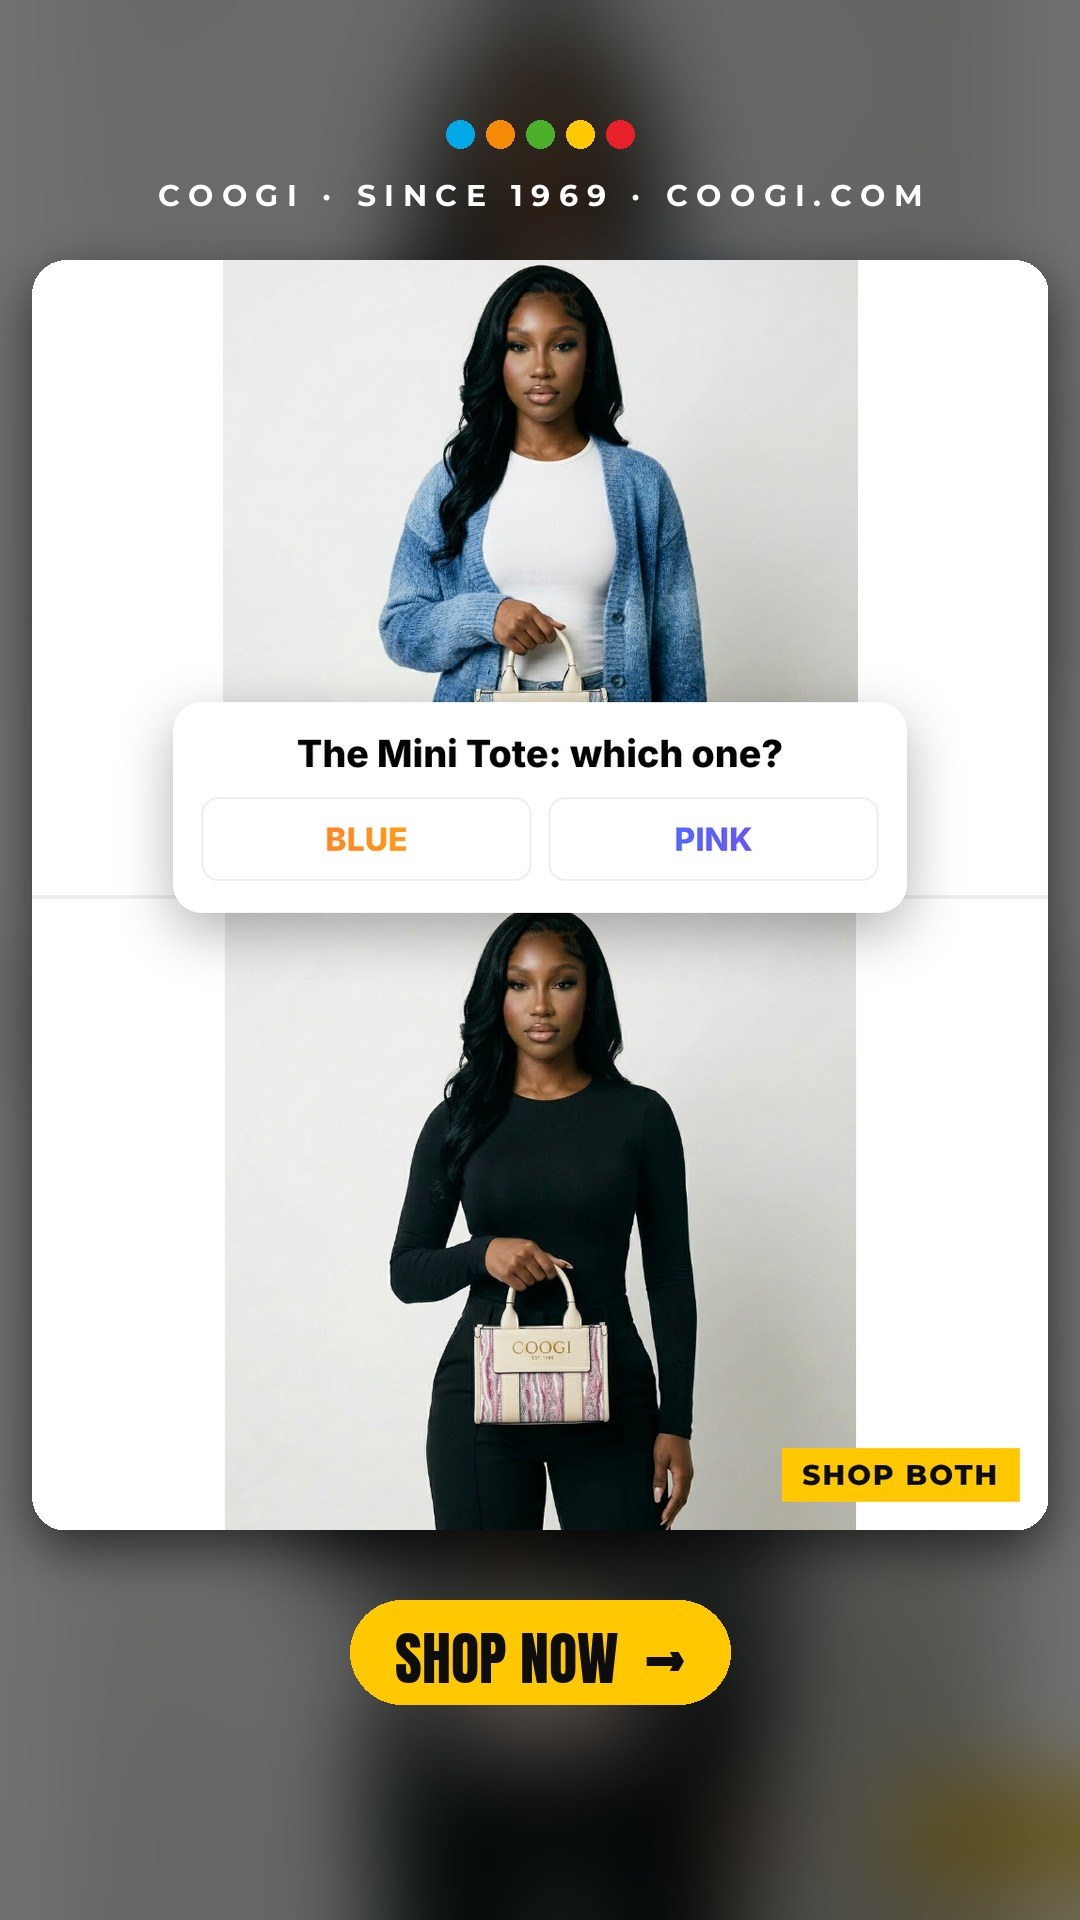 COOGI · SINCE 1969 · COOGI.COM
The Mini Tote: which one?
BLUE
PINK
COOGI
SHOP BOTH
SHOP NOW →